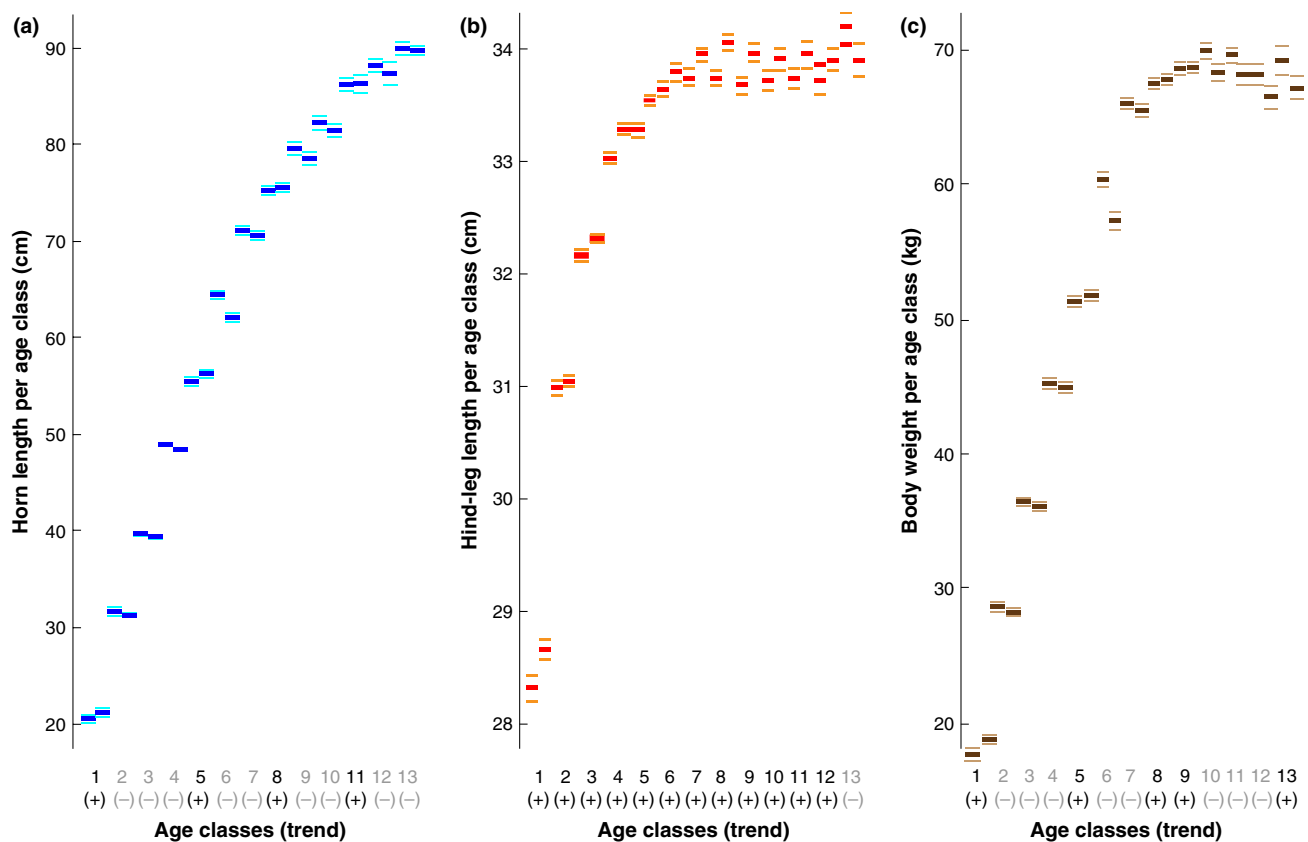 (a)
Horn length per age class (cm)
90
80
70
60
50
40
30
20
1 2 3 4 5 6 7 8 9 10 11 12 13
(+) (–) (–) (–) (+) (–) (–) (+) (–) (–) (+) (–) (–)
Age classes (trend)
(b)
Hind-leg length per age class (cm)
34
33
32
31
30
29
28
1 2 3 4 5 6 7 8 9 10 11 12 13
(+) (+) (+) (+) (+) (+) (+) (+) (+) (+) (+) (+) (–)
Age classes (trend)
(c)
Body weight per age class (kg)
70
60
50
40
30
20
1 2 3 4 5 6 7 8 9 10 11 12 13
(+) (–) (–) (–) (+) (–) (–) (+) (+) (–) (–) (–) (+)
Age classes (trend)